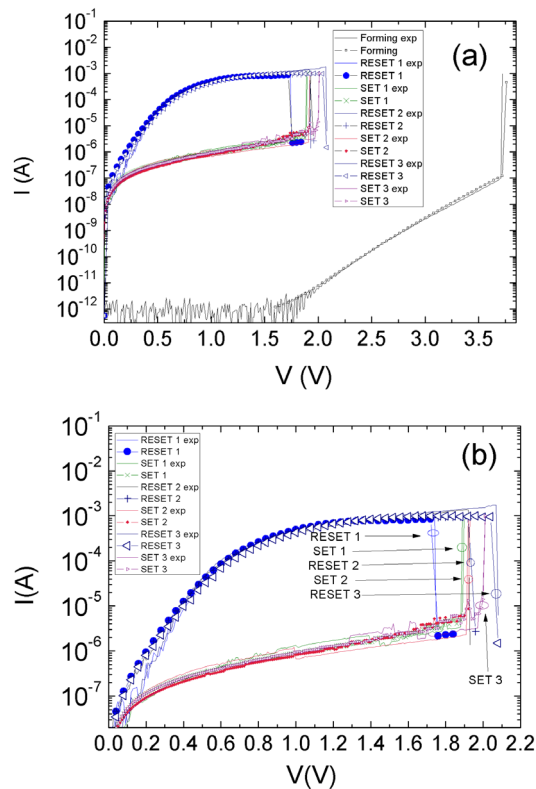 (a)
Forming exp
Forming
RESET 1 exp
RESET 1
SET 1 exp
SET 1
RESET 2 exp
RESET 2
SET 2 exp
SET 2
RESET 3 exp
RESET 3
SET 3 exp
SET 3
I (A)
10⁻¹
10⁻²
10⁻³
10⁻⁴
10⁻⁵
10⁻⁶
10⁻⁷
10⁻⁸
10⁻⁹
10⁻¹⁰
10⁻¹¹
10⁻¹²
0.0 0.5 1.0 1.5 2.0 2.5 3.0 3.5
V (V)
(b)
RESET 1 exp
RESET 1
SET 1 exp
SET 1
RESET 2 exp
RESET 2
SET 2 exp
SET 2
RESET 3 exp
RESET 3
SET 3 exp
SET 3
I(A)
10⁻¹
10⁻²
10⁻³
10⁻⁴
10⁻⁵
10⁻⁶
10⁻⁷
RESET 1
SET 1
RESET 2
SET 2
RESET 3
SET 3
0.0 0.2 0.4 0.6 0.8 1.0 1.2 1.4 1.6 1.8 2.0 2.2
V(V)